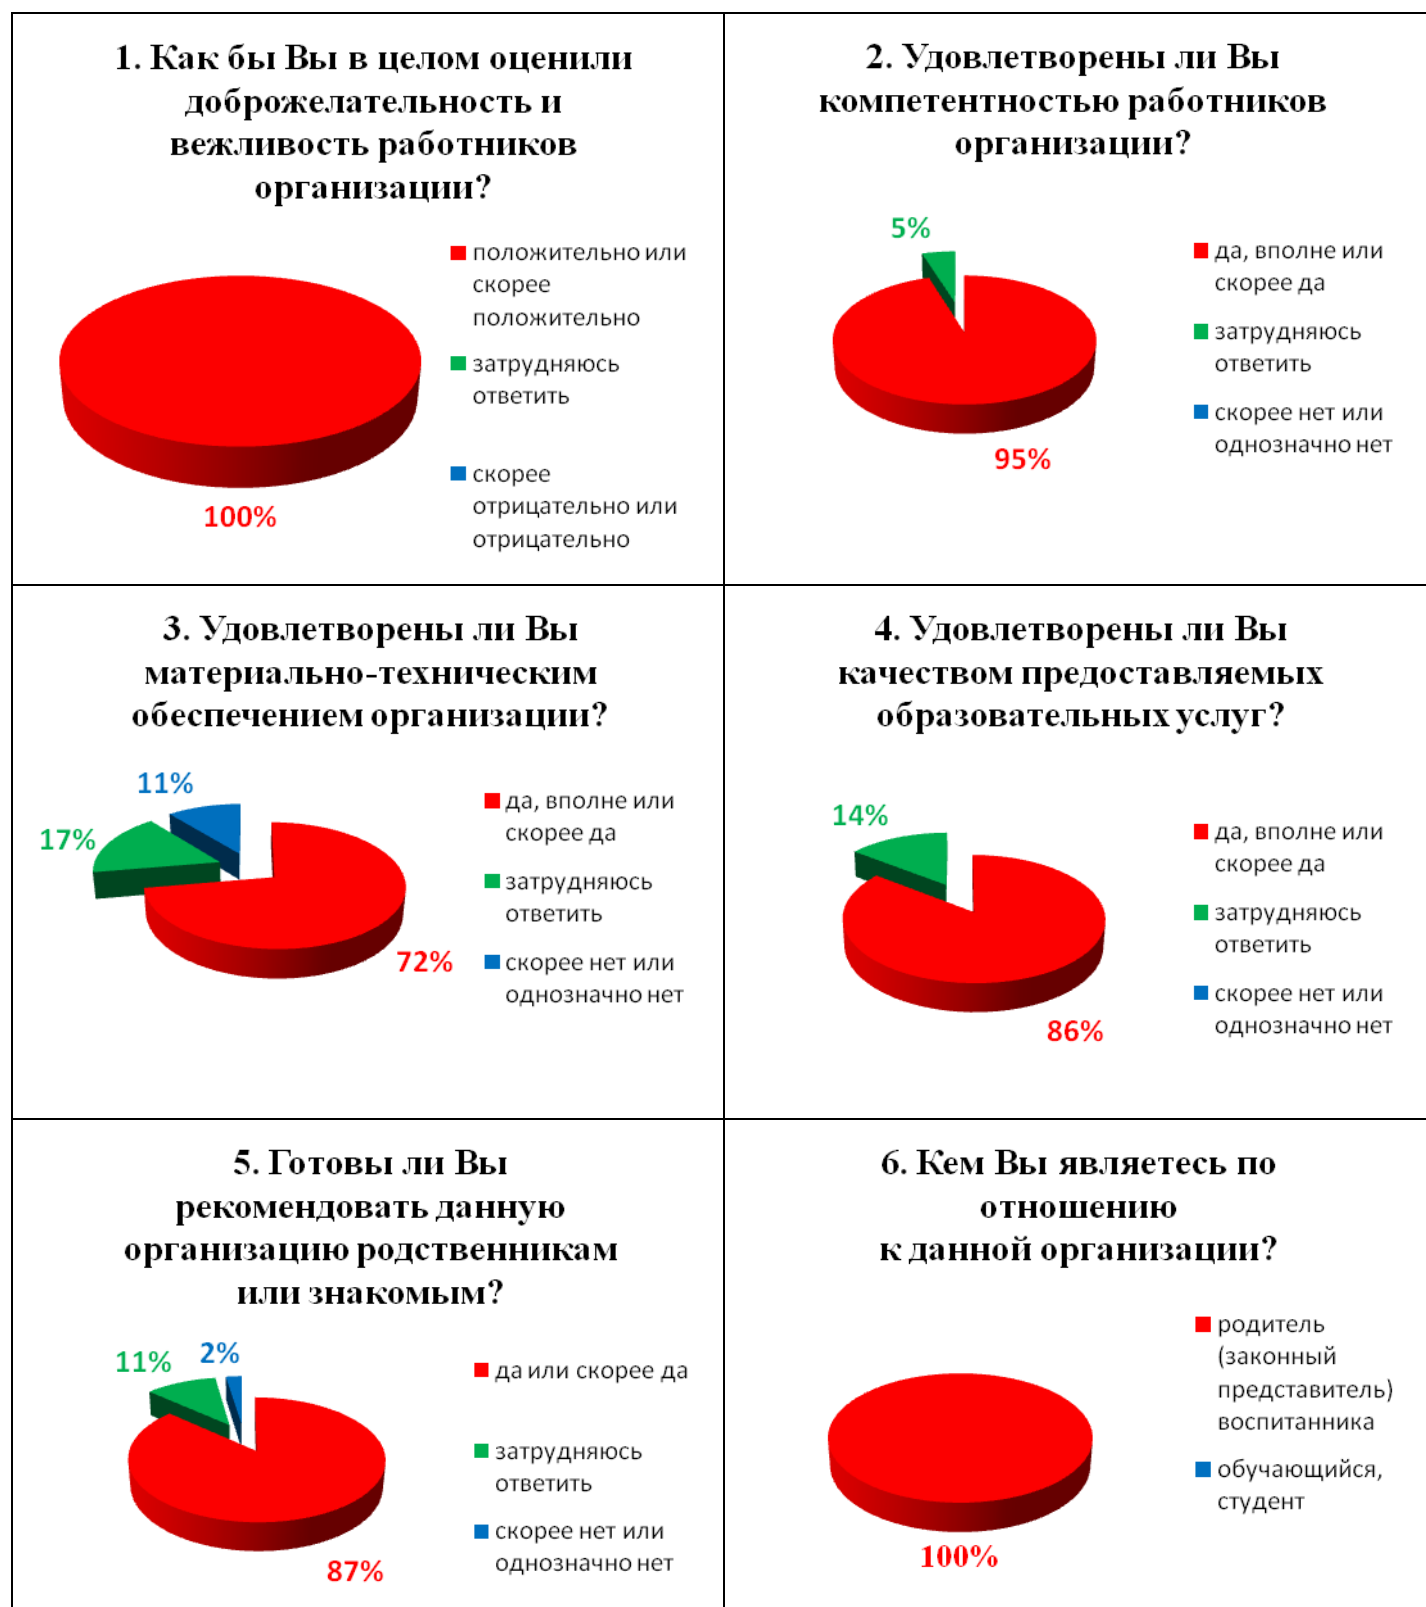 1. Как бы Вы в целом оценили
доброжелательность и
вежливость работников
организации?
положительно или
скорее
положительно
затрудняюсь
ответить
скорее
отрицательно или
отрицательно
100%
2. Удовлетворены ли Вы
компетентностью работников
организации?
5%
да, вполне или
скорее да
затрудняюсь
ответить
скорее нет или
однозначно нет
95%
3. Удовлетворены ли Вы
материально-техническим
обеспечением организации?
11%
17%
да, вполне или
скорее да
затрудняюсь
ответить
72%
скорее нет или
однозначно нет
4. Удовлетворены ли Вы
качеством предоставляемых
образовательных услуг?
14%
да, вполне или
скорее да
затрудняюсь
ответить
скорее нет или
однозначно нет
86%
5. Готовы ли Вы
рекомендовать данную
организацию родственникам
или знакомым?
11%
2%
да или скорее да
затрудняюсь
ответить
скорее нет или
однозначно нет
87%
6. Кем Вы являетесь по
отношению
к данной организации?
родитель
(законный
представитель)
воспитанника
обучающийся,
студент
100%